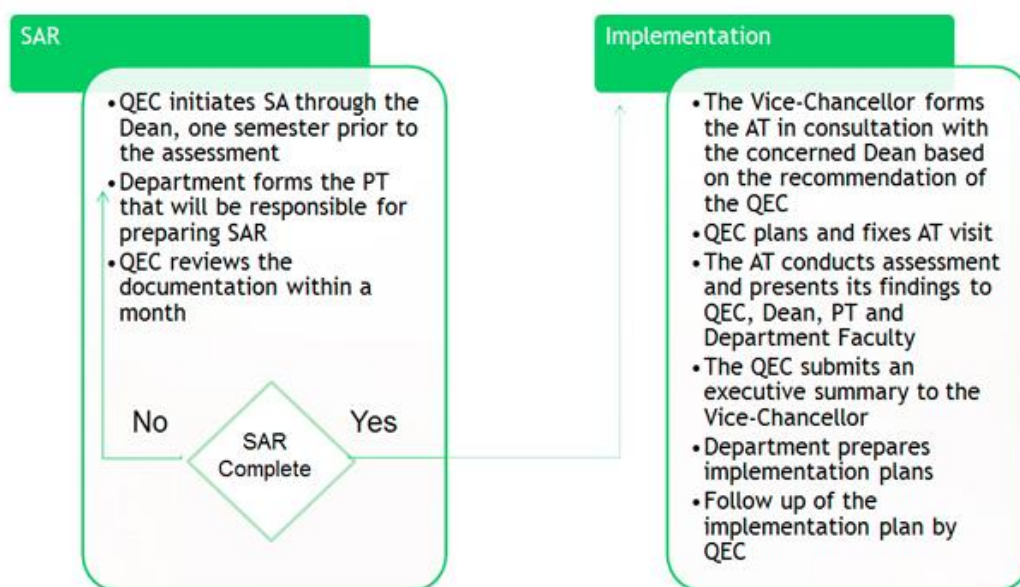 SAR
•QEC initiates SA through the
Dean, one semester prior to
the assessment
•Department forms the PT
that will be responsible for
preparing SAR
•QEC reviews the
documentation within a
month
No
Yes
SAR
Complete
Implementation
•The Vice-Chancellor forms
the AT in consultation with
the concerned Dean based
on the recommendation of
the QEC
•QEC plans and fixes AT visit
•The AT conducts assessment
and presents its findings to
QEC, Dean, PT and
Department Faculty
•The QEC submits an
executive summary to the
Vice-Chancellor
•Department prepares
implementation plans
•Follow up of the
implementation plan by
QEC